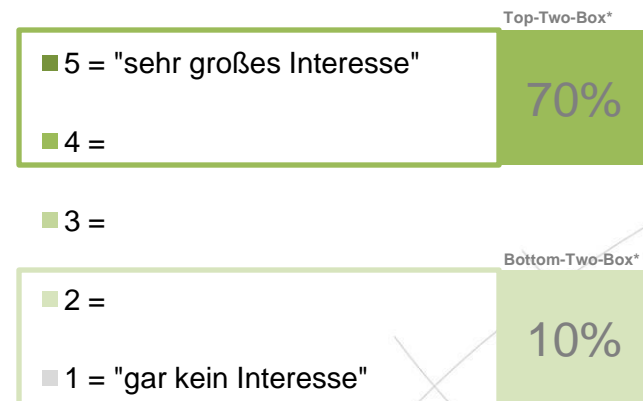 Top-Two-Box*
5 = "sehr großes Interesse"
70%
4 =
3 =
Bottom-Two-Box*
2 =
10%
1 = "gar kein Interesse"